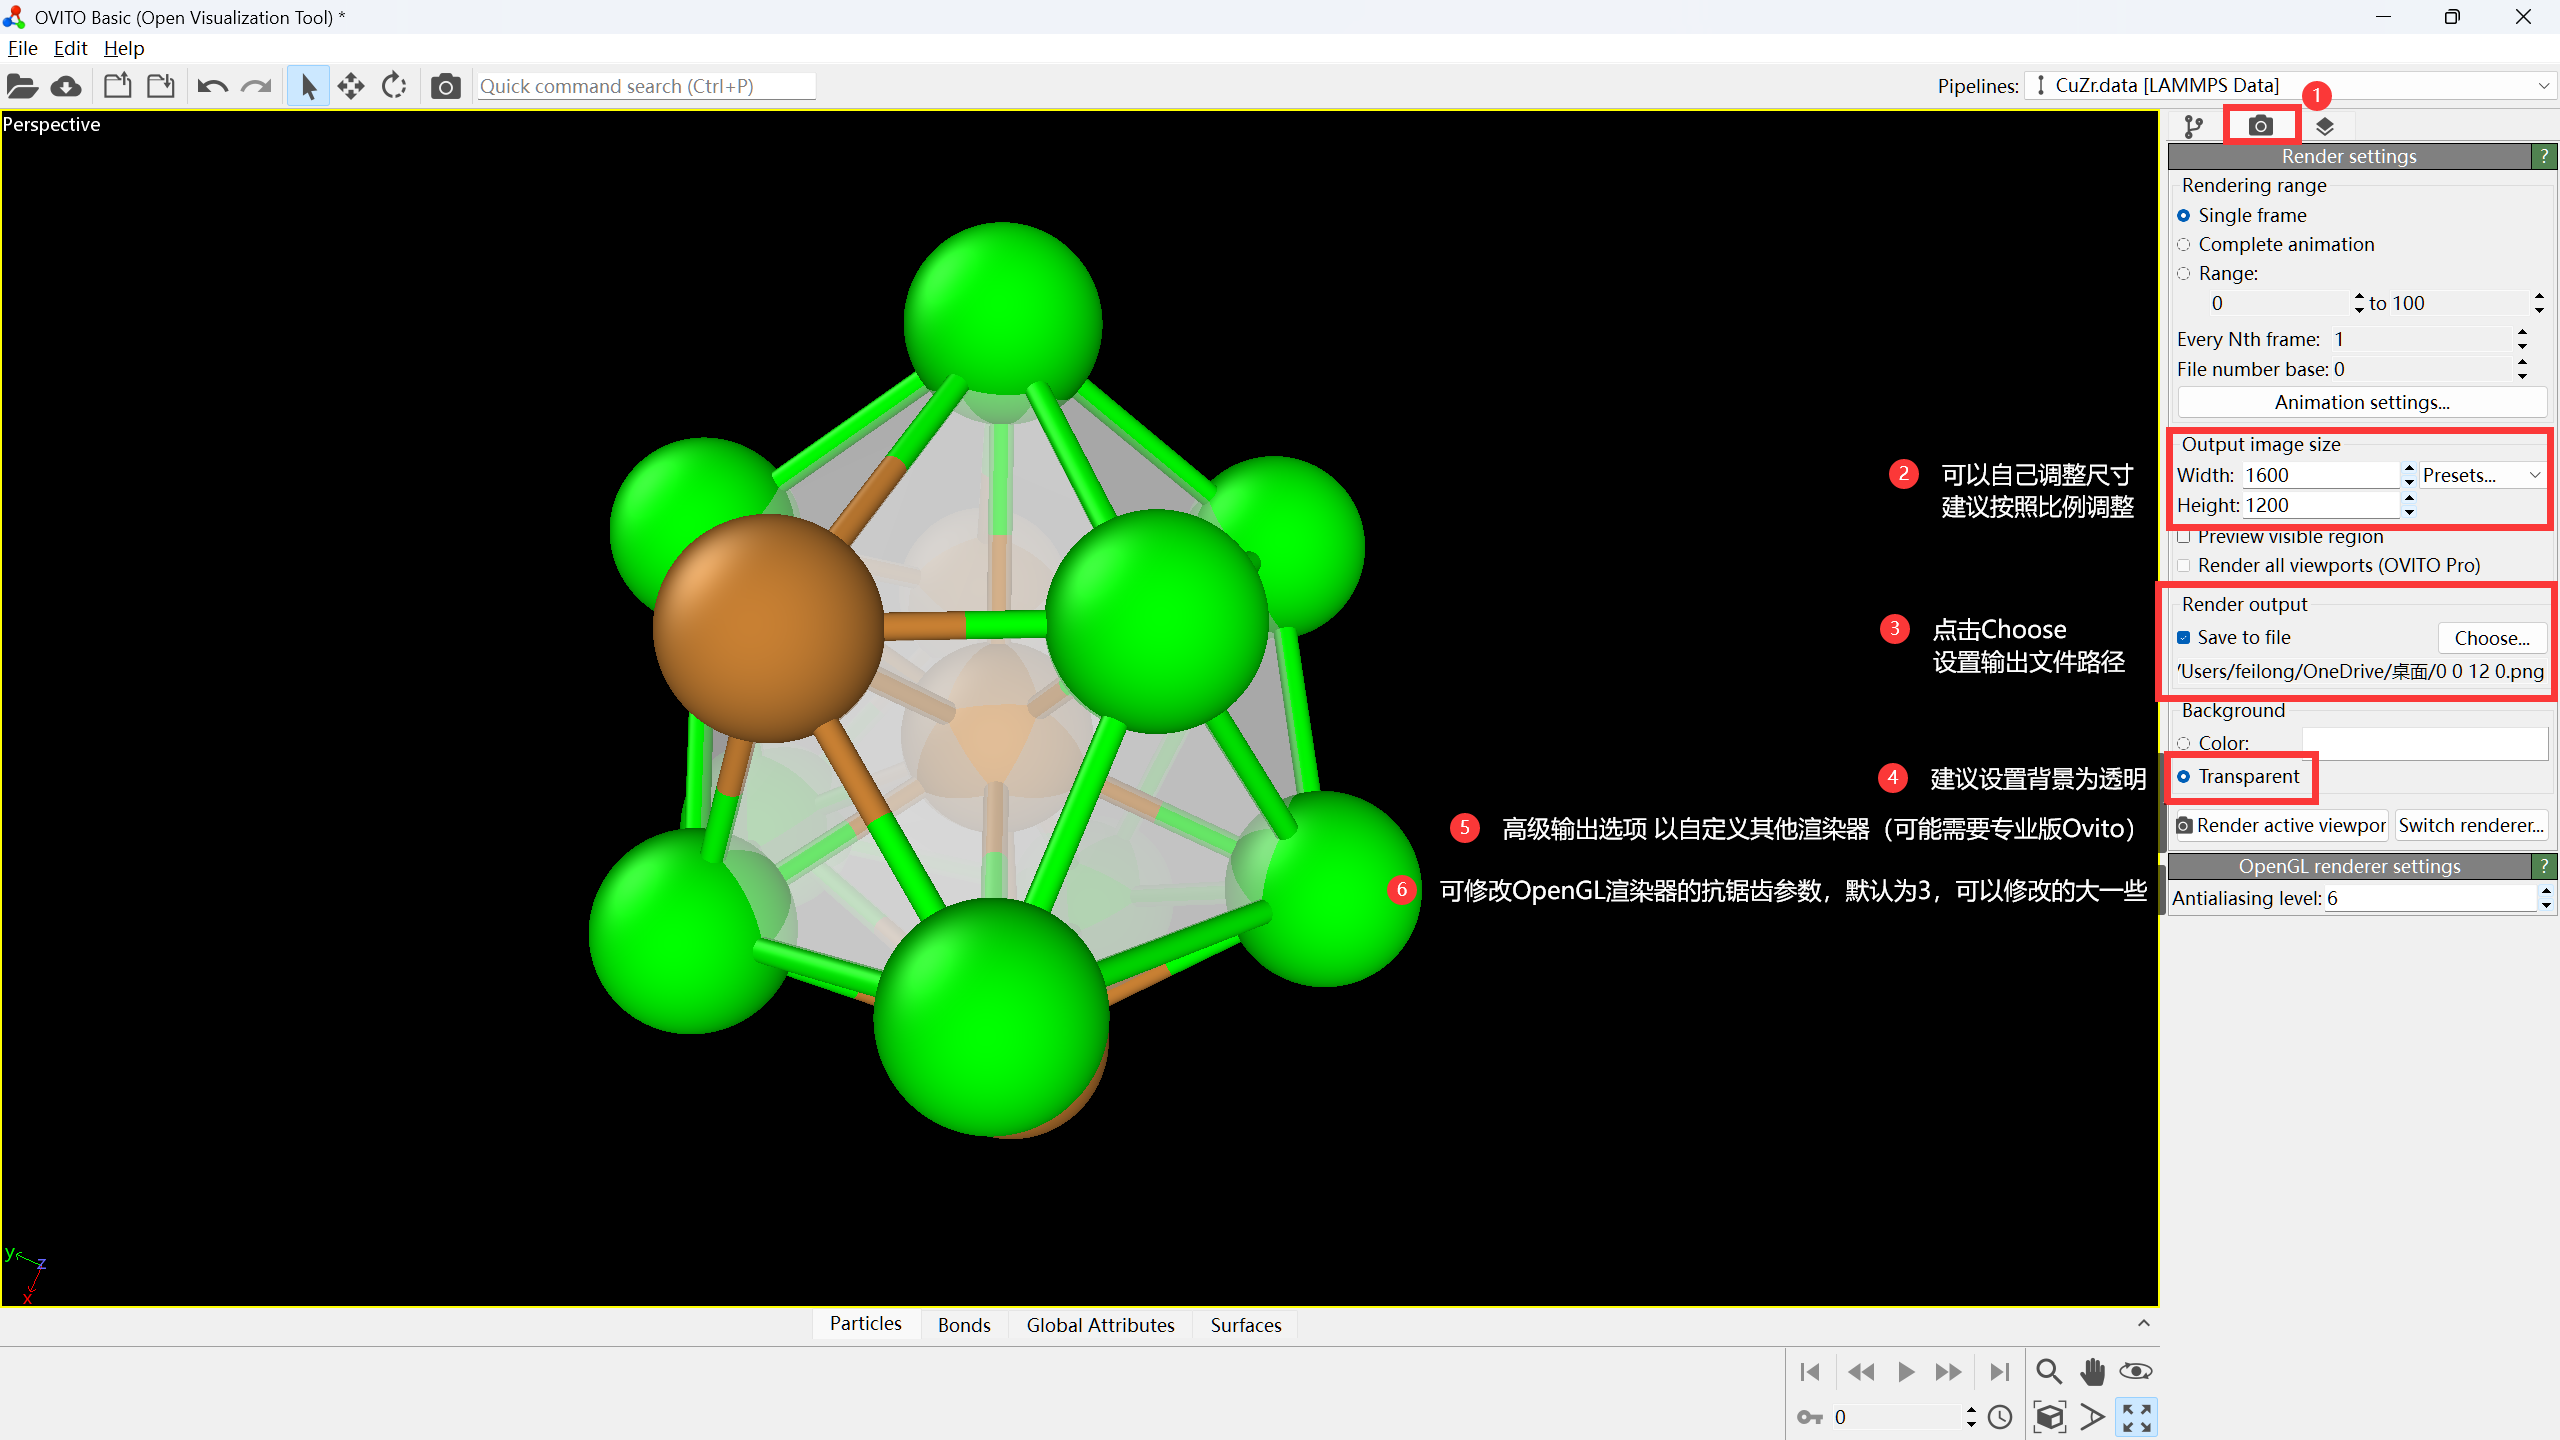 OVITO Basic (Open Visualization Tool) *
File Edit Help
Quick command search (Ctrl+P)
Pipelines: CuZr.data [LAMMPS Data]
1
Perspective
Render settings ?
Rendering range
Single frame
Complete animation
Range:
0 to 100
Every Nth frame: 1
File number base: 0
Animation settings...
Output image size
Width: 1600 Presets...
Height: 1200
2 可以自己调整尺寸
建议按照比例调整
Preview visible region
Render all viewports (OVITO Pro)
Render output
3 点击Choose
设置输出文件路径
Save to file Choose...
/Users/feilong/OneDrive/桌面/0 0 12 0.png
Background
Color:
4 建议设置背景为透明
Transparent
5 高级输出选项 以自定义其他渲染器（可能需要专业版Ovito）
Render active viewpor Switch renderer...
OpenGL renderer settings ?
6 可修改OpenGL渲染器的抗锯齿参数，默认为3，可以修改的大一些
Antialiasing level: 6
y
z
x
Particles Bonds Global Attributes Surfaces
0